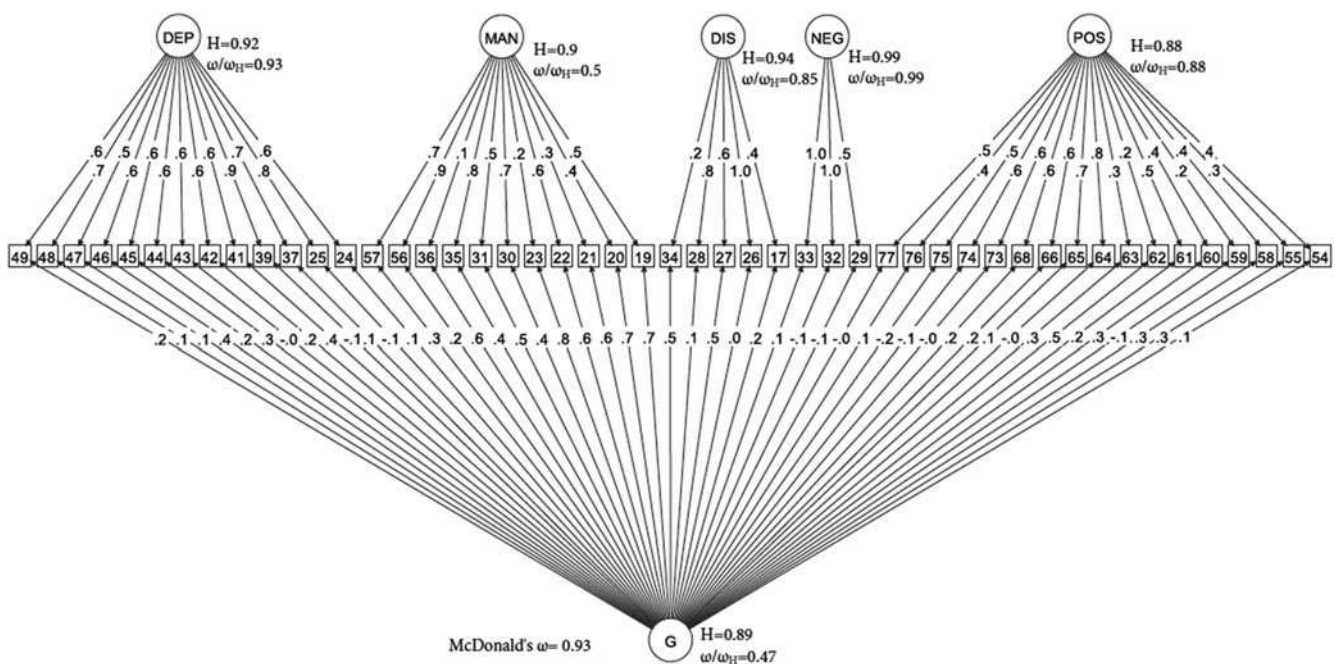 DEP
H=0.92
ω/ωH=0.93
MAN
H=0.9
ω/ωH=0.5
DIS
H=0.94
ω/ωH=0.85
NEG
H=0.99
ω/ωH=0.99
POS
H=0.88
ω/ωH=0.88
.6 .5 .6 .6 .6 .7 .6
.7 .6 .6 .6 .9 .8
.7 .1 .5 .2 .3 .5
.9 .8 .7 .6 .4
.2 .6 .4
.8 1.0
1.0 .5
1.0
.5 .5 .6 .6 .8 .2 .4 .4 .4
.4 .6 .6 .7 .3 .5 .2 .3
49 48 47 46 45 44 43 42 41 39 37 25 24 57 56 36 35 31 30 23 22 21 20 19 34 28 27 26 17 33 32 29 77 76 75 74 73 68 66 65 64 63 62 61 60 59 58 55 54
.2 .1 .1 .4 .2 .3 -.0 .2 .4 -.1 .1 -.1 .1 .3 .2 .6 .4 .5 .4 .8 .6 .6 .7 .7 .5 .1 .5 .0 .2 .1 -.1 -.1 -.0 .1 -.2 -.1 -.0 .2 .2 .1 -.0 .3 .5 .2 .3 -.1 .3 .3 .1
G
H=0.89
ω/ωH=0.47
McDonald's ω= 0.93